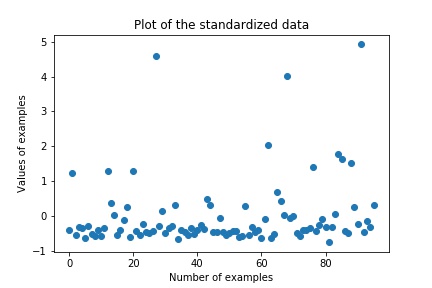 Plot of the standardized data
Values of examples
5
4
3
2
1
0
−1
0 20 40 60 80
Number of examples